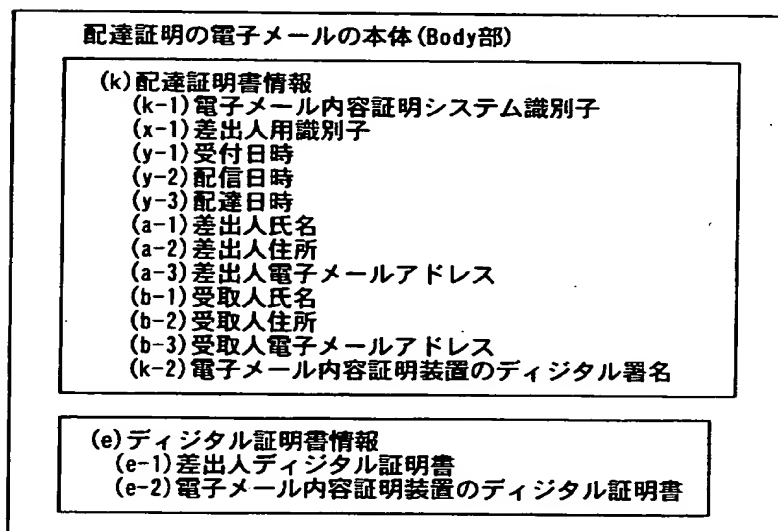 配達証明の電子メールの本体(Body部)
(k)配達証明書情報
(k-1)電子メール内容証明システム識別子
(x-1)差出人用識別子
(y-1)受付日時
(y-2)配信日時
(y-3)配達日時
(a-1)差出人氏名
(a-2)差出人住所
(a-3)差出人電子メールアドレス
(b-1)受取人氏名
(b-2)受取人住所
(b-3)受取人電子メールアドレス
(k-2)電子メール内容証明装置のディジタル署名
(e)ディジタル証明書情報
(e-1)差出人ディジタル証明書
(e-2)電子メール内容証明装置のディジタル証明書